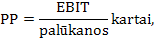 PP = EBIT / palūkanos kartai,